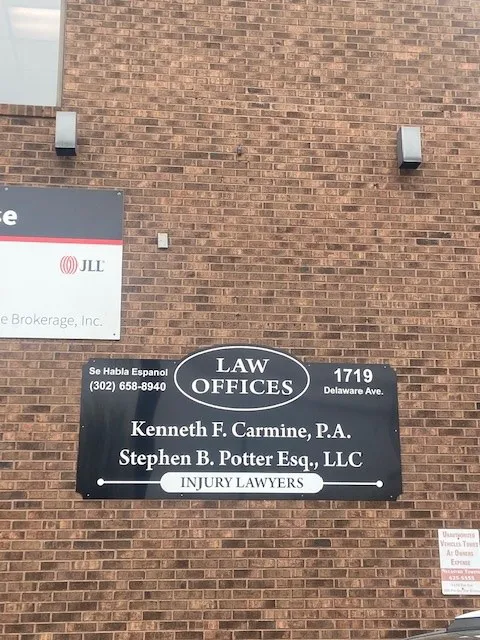 e
JLL
e Brokerage, Inc.
Se Habla Espanol
(302) 658-8940
LAW
OFFICES
1719
Delaware Ave.
Kenneth F. Carmine, P.A.
Stephen B. Potter Esq., LLC
INJURY LAWYERS
UNAUTHORIZED
VEHICLES TOWED
AT OWNERS
EXPENSE